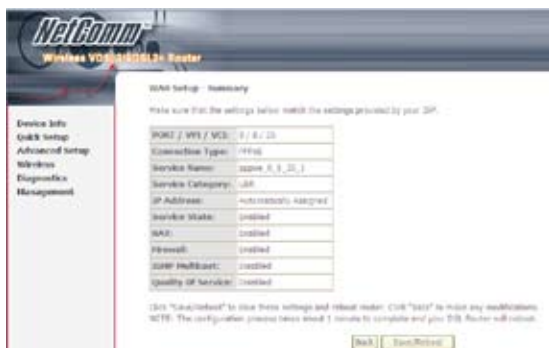 NetComm
Wireless VDSL/ADSL2+ Router
WAN Setup - Summary
Make sure that the settings below match the settings provided by your ISP.
Device Info
Quick Setup
Advanced Setup
Wireless
Diagnostics
Management
PORT / VPI / VCI: 0 / 8 / 35
Connection Type: PPPoE
Service Name: pppoe_0_8_35_1
Service Category: UBR
IP Address: Automatically Assigned
Service State: Enabled
NAT: Enabled
Firewall: Enabled
IGMP Multicast: Enabled
Quality Of Service: Enabled
Click "Save/Reboot" to save these settings and reboot router. Click "Back" to make any modifications.
NOTE: The configuration process takes about 1 minute to complete and your DSL Router will reboot.
Back Save/Reboot